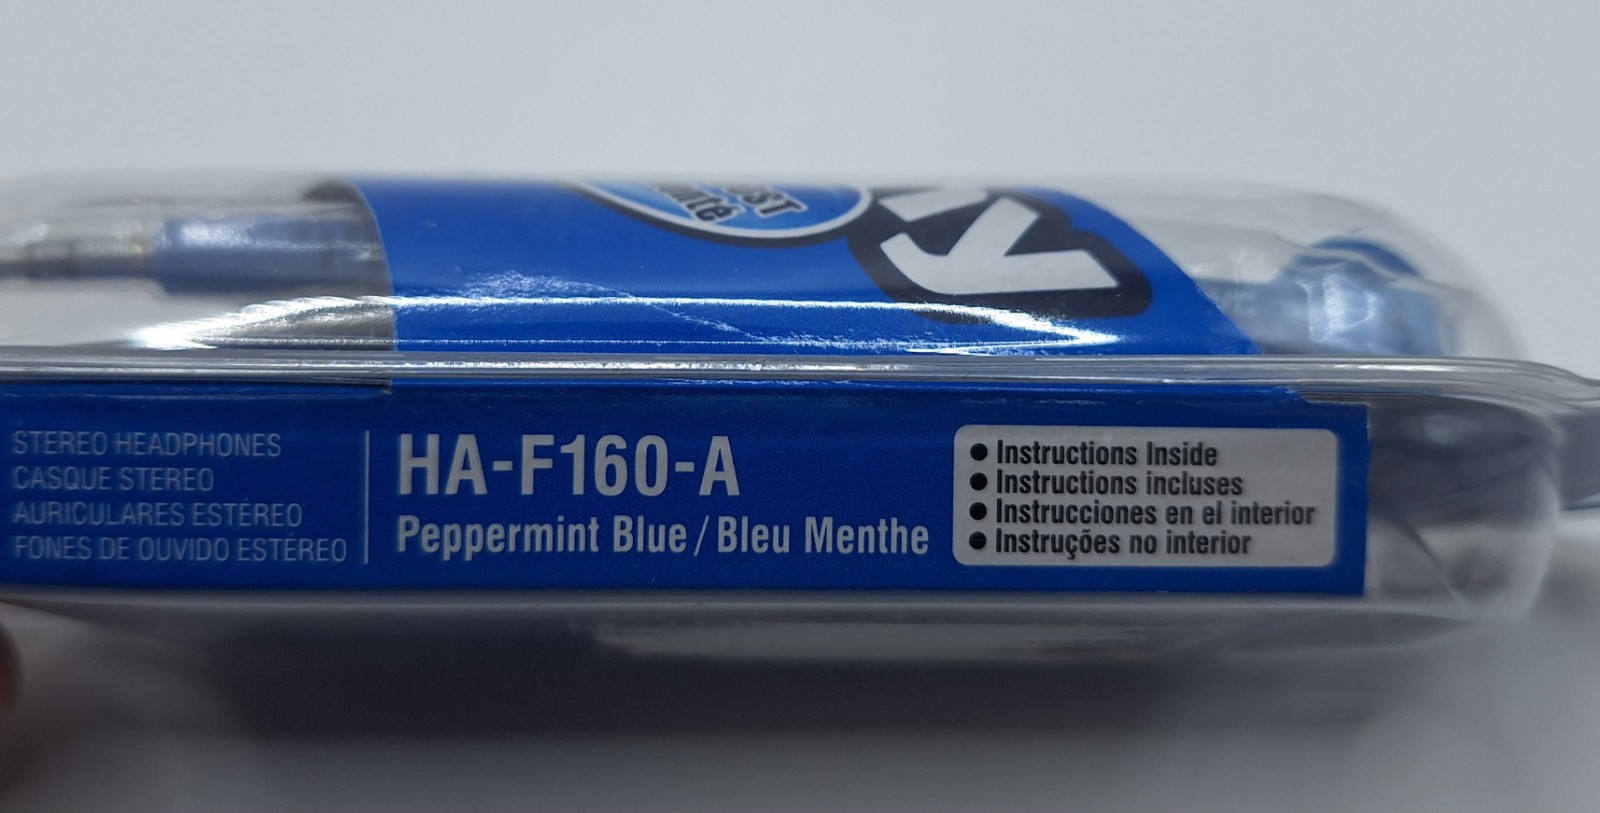 STEREO HEADPHONES
CASQUE STEREO
AURICULARES ESTÉREO
FONES DE OUVIDO ESTÉREO
HA-F160-A
Peppermint Blue / Bleu Menthe
● Instructions Inside
● Instructions incluses
● Instrucciones en el interior
● Instruções no interior